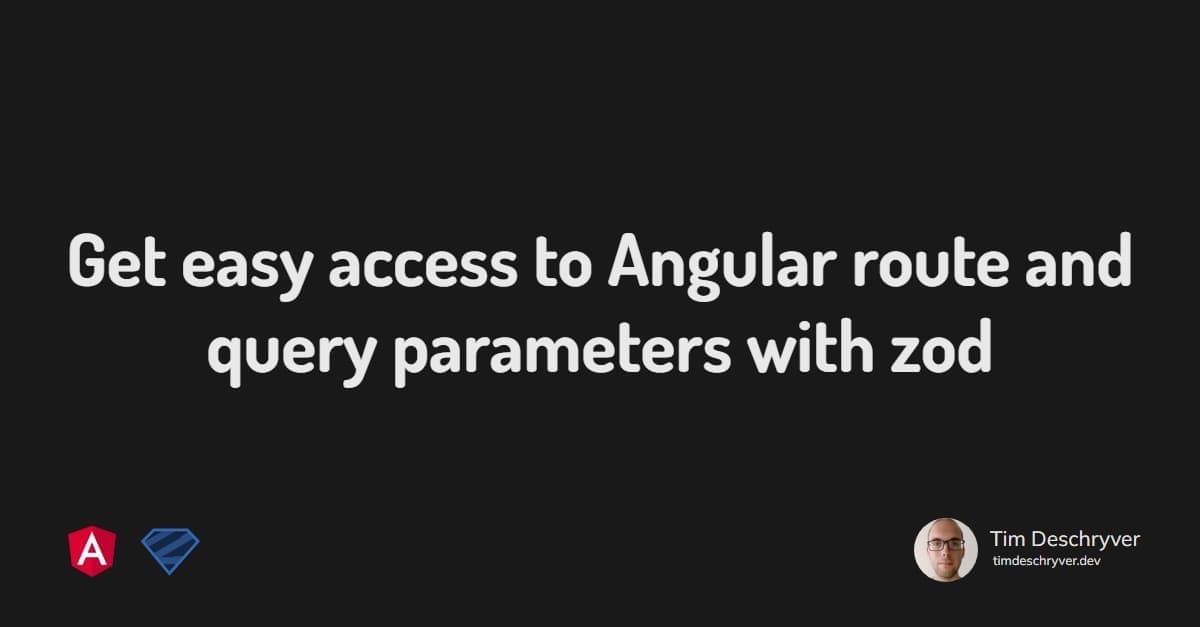 Get easy access to Angular route and
query parameters with zod
A
Tim Deschryver
timdeschryver.dev